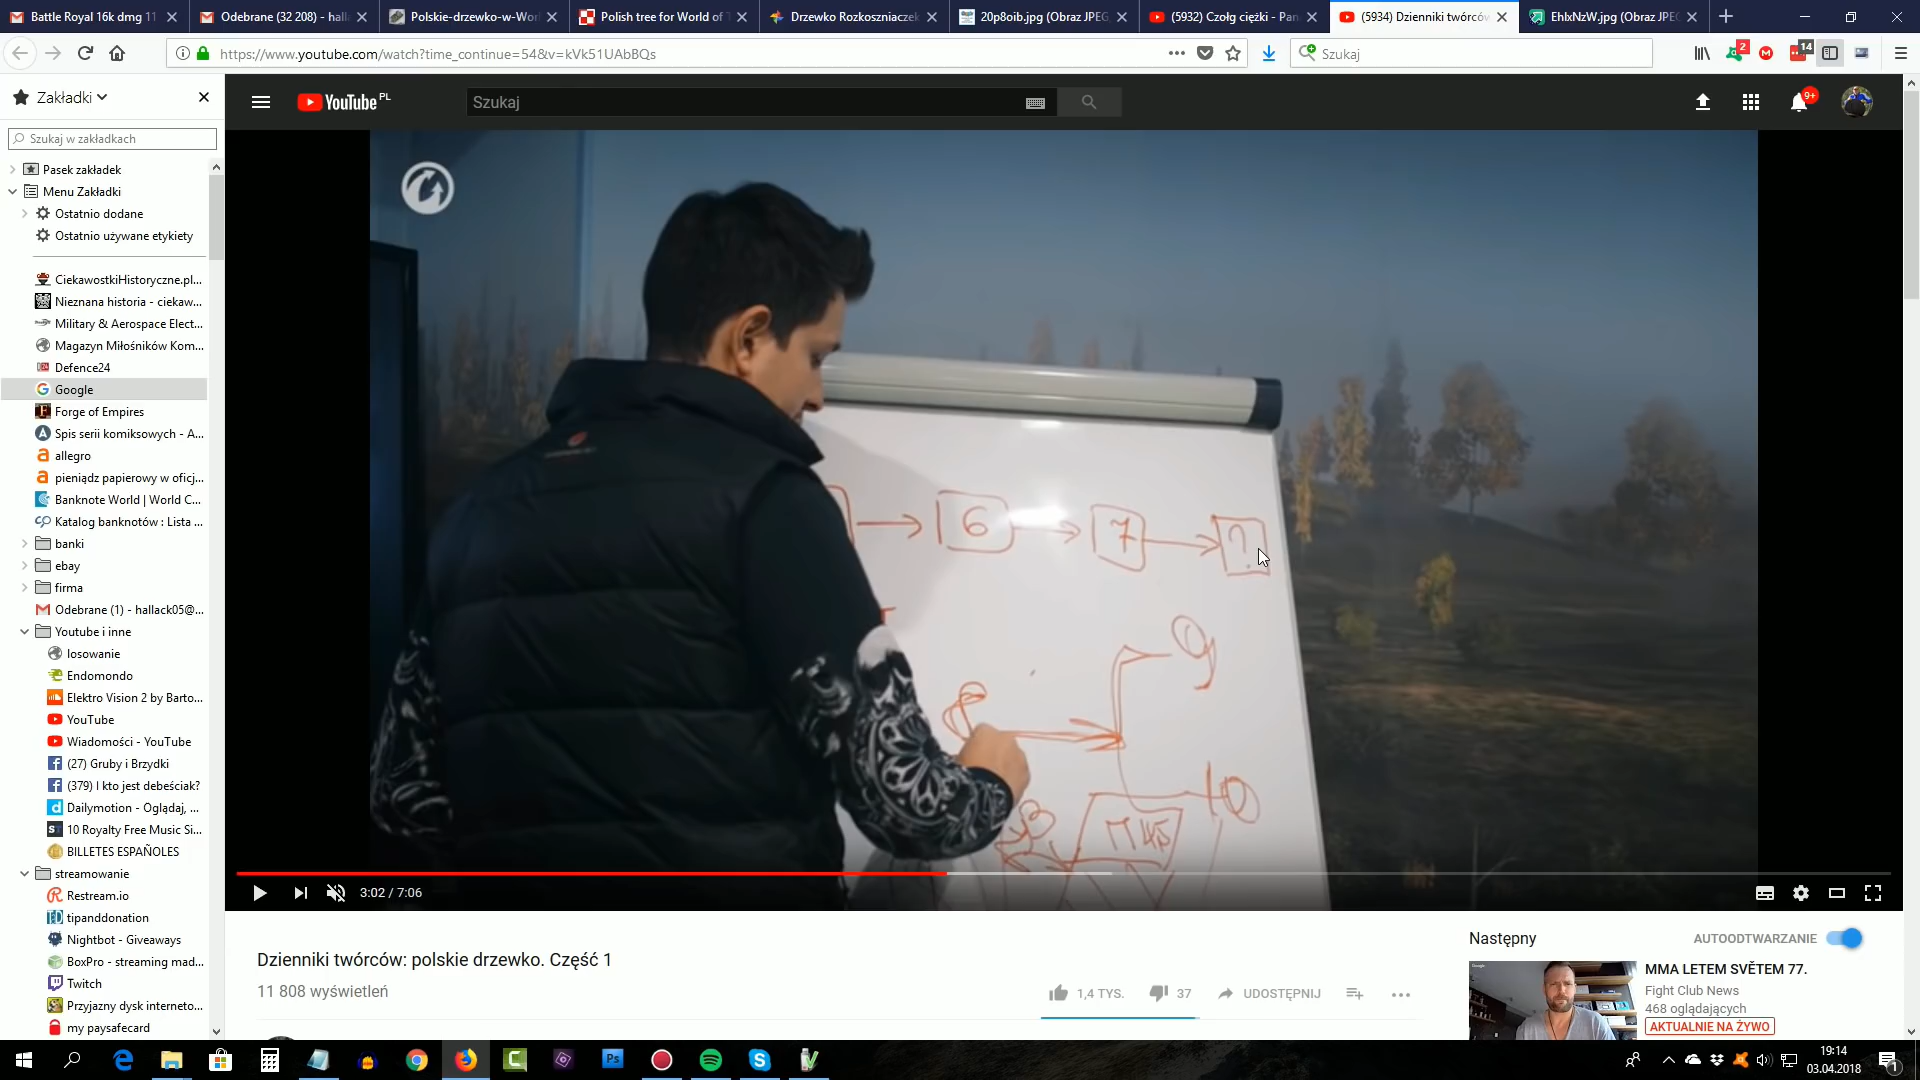 Battle Royal 16k dmg 11
Odebrane (32 208) - hall
Polskie-drzewko-w-Wor
Polish tree for World of T
Drzewko Rozkoszniaczek
20p8oib.jpg (Obraz JPEG
(5932) Czołg ciężki - Pan
(5934) Dzienniki twórców
EhlxNzW.jpg (Obraz JPE
https://www.youtube.com/watch?time_continue=54&v=kVk51UAbBQs
Szukaj
2
14
Zakładki
YouTube PL
Szukaj
9+
Szukaj w zakładkach
Pasek zakładek
Menu Zakładki
Ostatnio dodane
Ostatnio używane etykiety
CiekawostkiHistoryczne.pl...
Nieznana historia - ciekaw...
Military & Aerospace Elect...
Magazyn Miłośników Kom...
Defence24
Google
Forge of Empires
Spis serii komiksowych - A...
allegro
pieniądz papierowy w oficj...
Banknote World | World C...
Katalog banknotów : Lista ...
banki
ebay
firma
Odebrane (1) - hallack05@...
Youtube i inne
losowanie
Endomondo
Elektro Vision 2 by Barto...
YouTube
Wiadomości - YouTube
(27) Gruby i Brzydki
(379) I kto jest debeściak?
Dailymotion - Oglądaj, ...
10 Royalty Free Music Si...
BILLETES ESPAÑOLES
streamowanie
Restream.io
tipanddonation
Nightbot - Giveaways
BoxPro - streaming mad...
Twitch
Przyjazny dysk interneto...
my paysafecard
6 7 ?
9
10
3:02 / 7:06
Dzienniki twórców: polskie drzewko. Część 1
11 808 wyświetleń
1,4 TYS.
37
UDOSTĘPNIJ
Następny
AUTOODTWARZANIE
MMA LETEM SVĚTEM 77.
Fight Club News
468 oglądających
AKTUALNIE NA ŻYWO
Ps
19:14
03.04.2018
1